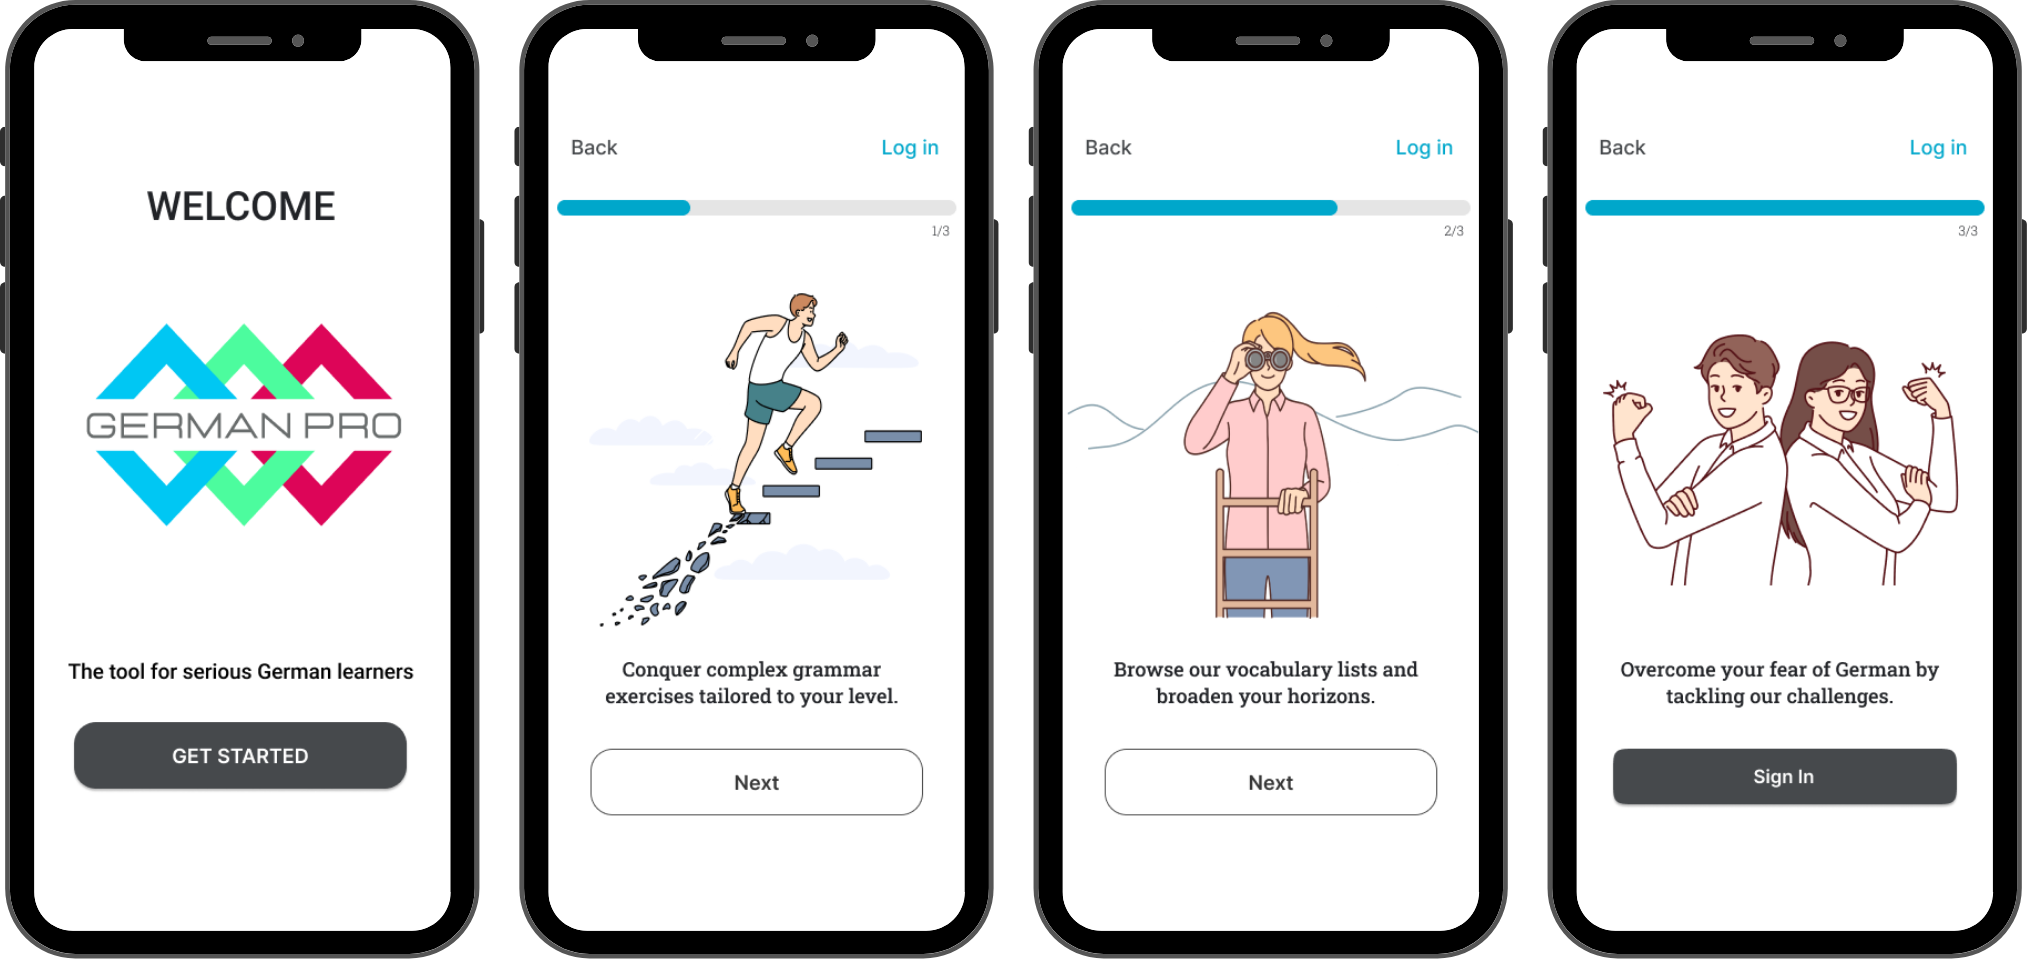 WELCOME
GERMAN PRO
The tool for serious German learners
GET STARTED
Back
Log in
1/3
Conquer complex grammar
exercises tailored to your level.
Next
Back
Log in
2/3
Browse our vocabulary lists and
broaden your horizons.
Next
Back
Log in
3/3
Overcome your fear of German by
tackling our challenges.
Sign In